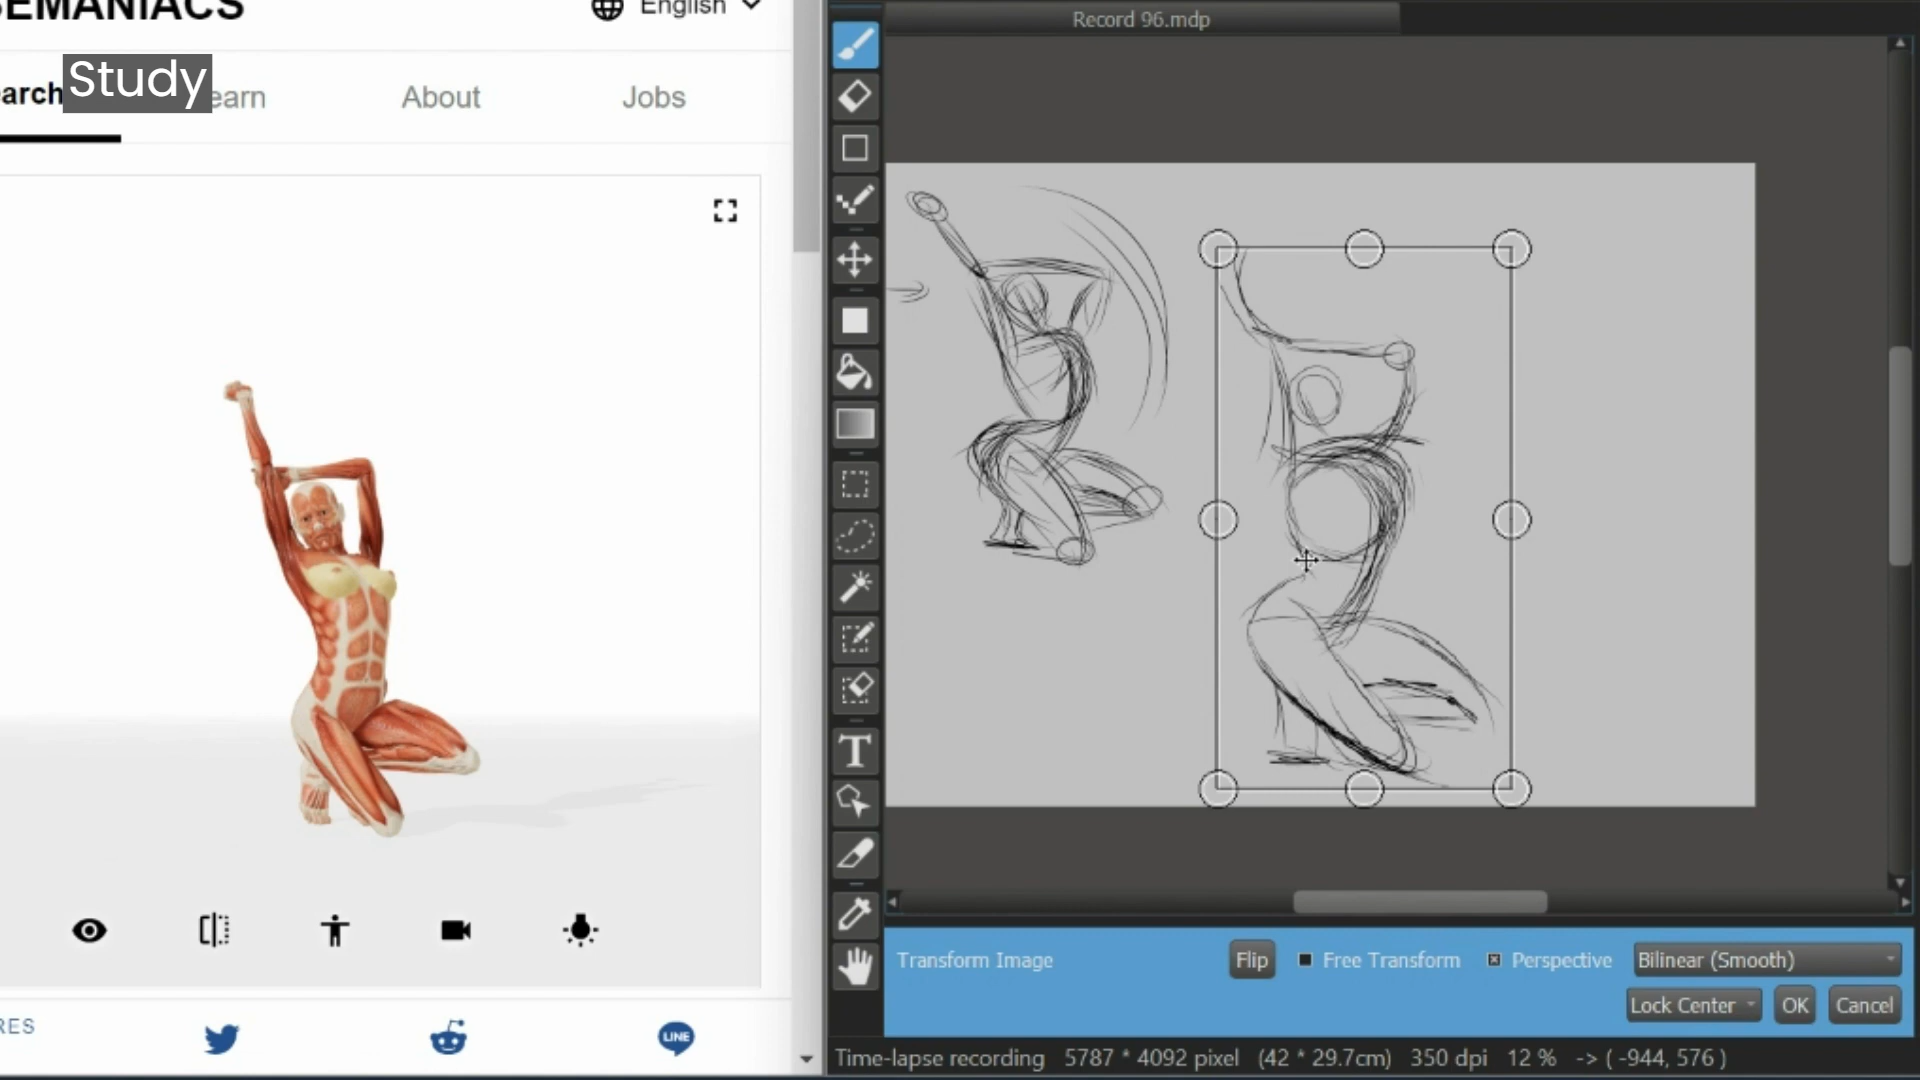 EMANIACS
English
Record 96.mdp
Study
arch
earn
About
Jobs
T
RES
LINE
Transform Image
Flip
Free Transform
Perspective
Bilinear (Smooth)
Lock Center
OK
Cancel
Time-lapse recording 5787 * 4092 pixel (42 * 29.7cm) 350 dpi 12 % -> ( -944, 576 )